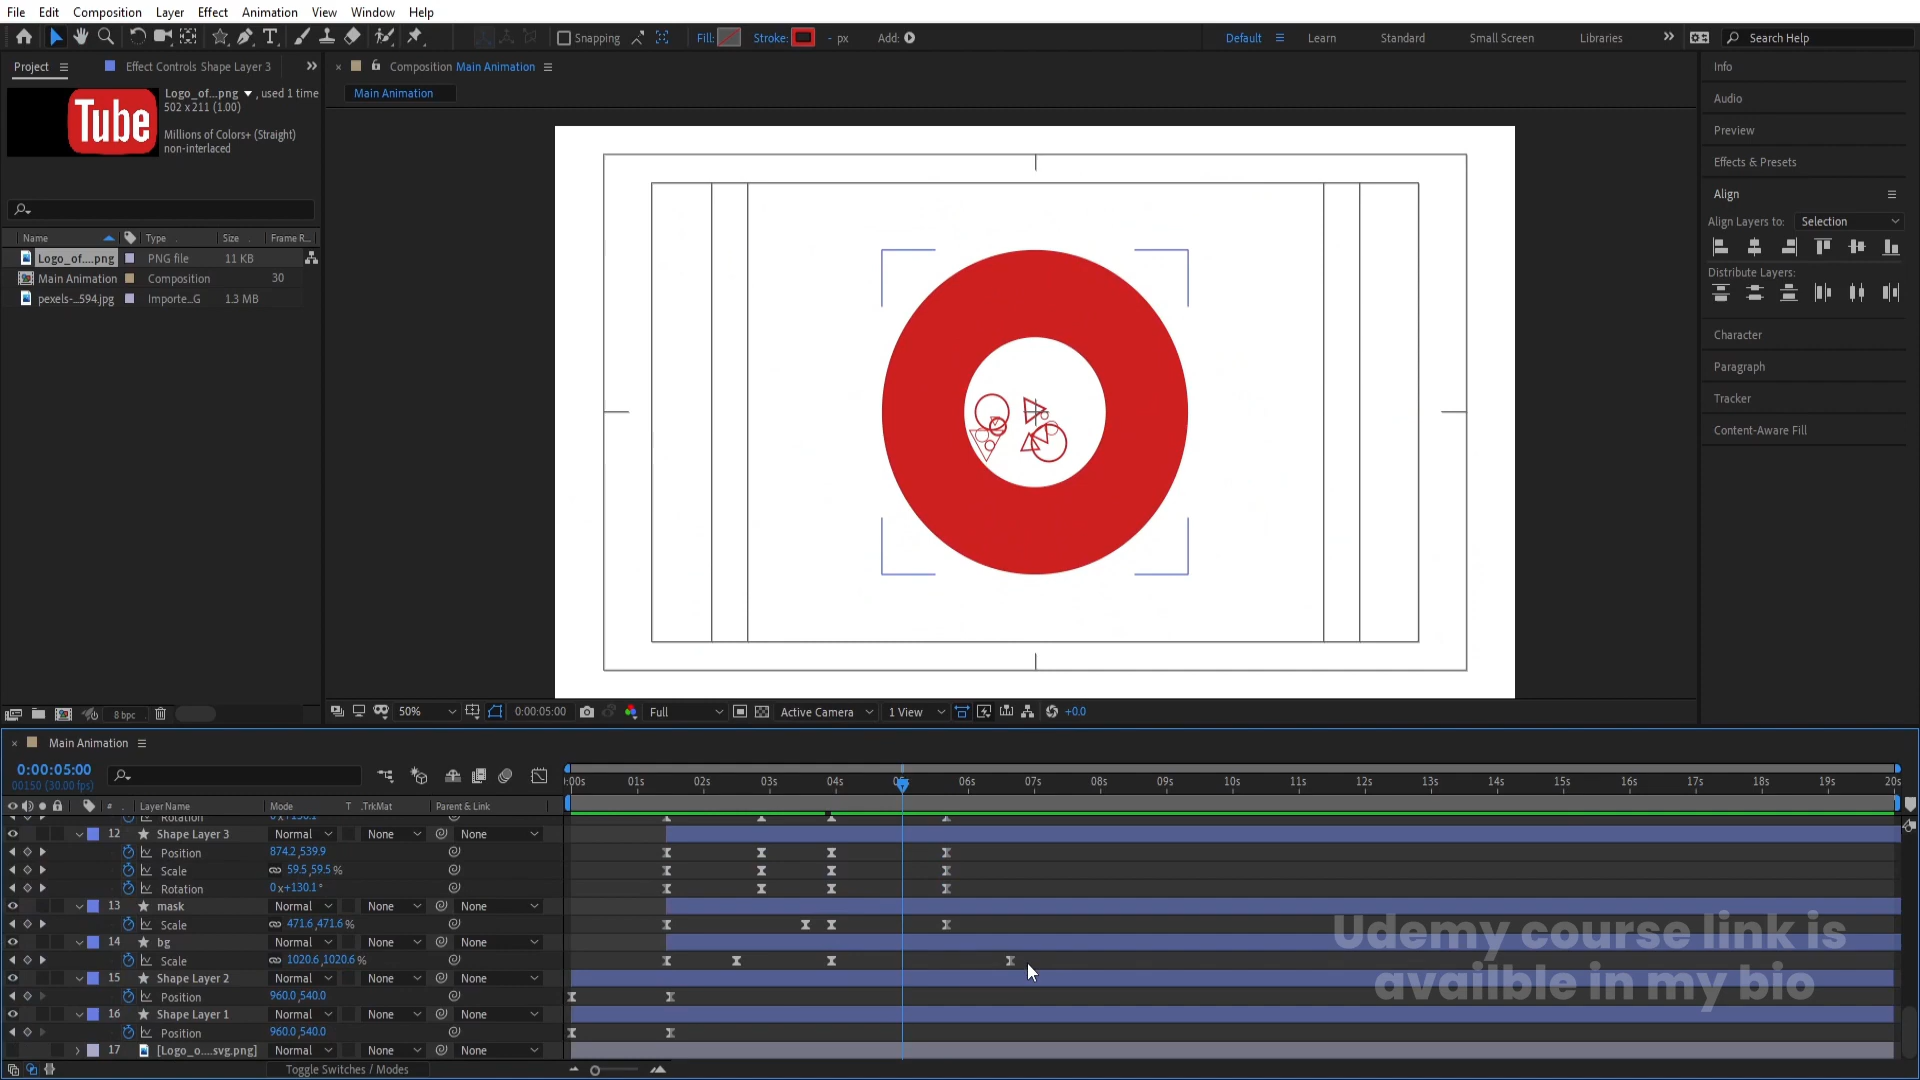 File Edit Composition Layer Effect Animation View Window Help
Snapping Fill: Stroke: - px Add: Default Learn Standard Small Screen Libraries Search Help
Project Effect Controls Shape Layer 3
Composition Main Animation
Main Animation
Tube
Logo_of...png , used 1 time
502 x 211 (1.00)
Millions of Colors+ (Straight)
non-interlaced
Name Type Size Frame R...
Logo_of....png PNG file 11 KB
Main Animation Composition 30
pexels-...594.jpg Importe...G 1.3 MB
8 bpc
50% 0:00:05:00 Full Active Camera 1 View +0.0
Info
Audio
Preview
Effects & Presets
Align
Align Layers to: Selection
Distribute Layers:
Character
Paragraph
Tracker
Content-Aware Fill
Main Animation
0:00:05:00
00150 (30.00 fps)
:00s 01s 02s 03s 04s 05s 06s 07s 08s 09s 10s 11s 12s 13s 14s 15s 16s 17s 18s 19s 20s
# Layer Name Mode T .TrkMat Parent & Link
Rotation 0x+130.1°
12 Shape Layer 3 Normal None None
Position 874.2,539.9
Scale 59.5,59.5%
Rotation 0x+130.1°
13 mask Normal None None
Scale 471.6,471.6%
14 bg Normal None None
Scale 1020.6,1020.6%
15 Shape Layer 2 Normal None None
Position 960.0,540.0
16 Shape Layer 1 Normal None None
Position 960.0,540.0
17 [Logo_o....svg.png] Normal None None
Toggle Switches / Modes
Udemy course link is
availble in my bio